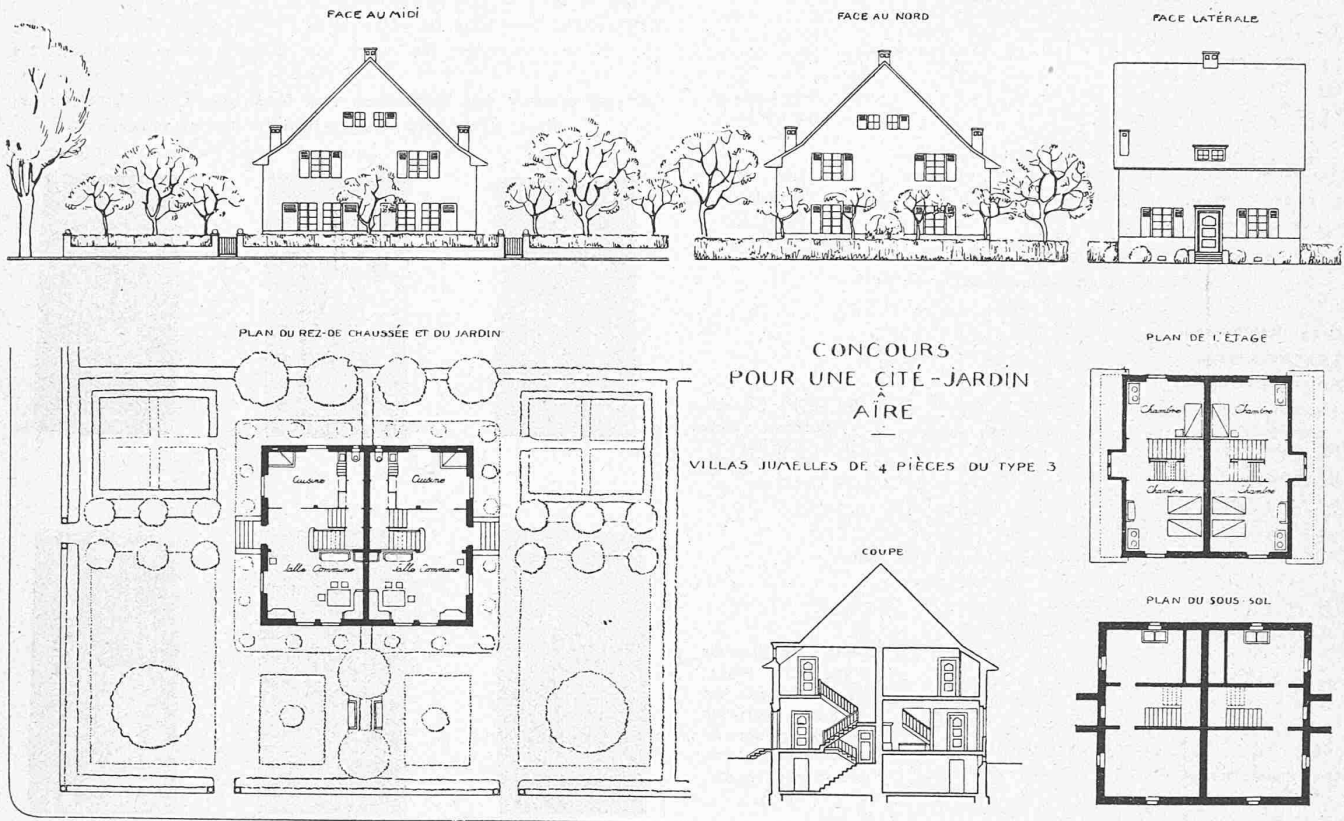 FACE AU MIDI
FACE AU NORD
FACE LATÉRALE
PLAN DU REZ-DE CHAUSSÉE ET DU JARDIN
CONCOURS
POUR UNE CITÉ-JARDIN
À
AÏRE
VILLAS JUMELLES DE 4 PIÈCES DU TYPE 3
PLAN DE L'ÉTAGE
Chambre
Chambre
Chambre
Chambre
Cuisine
Cuisine
Salle Commune
Salle Commune
COUPE
PLAN DU SOUS-SOL